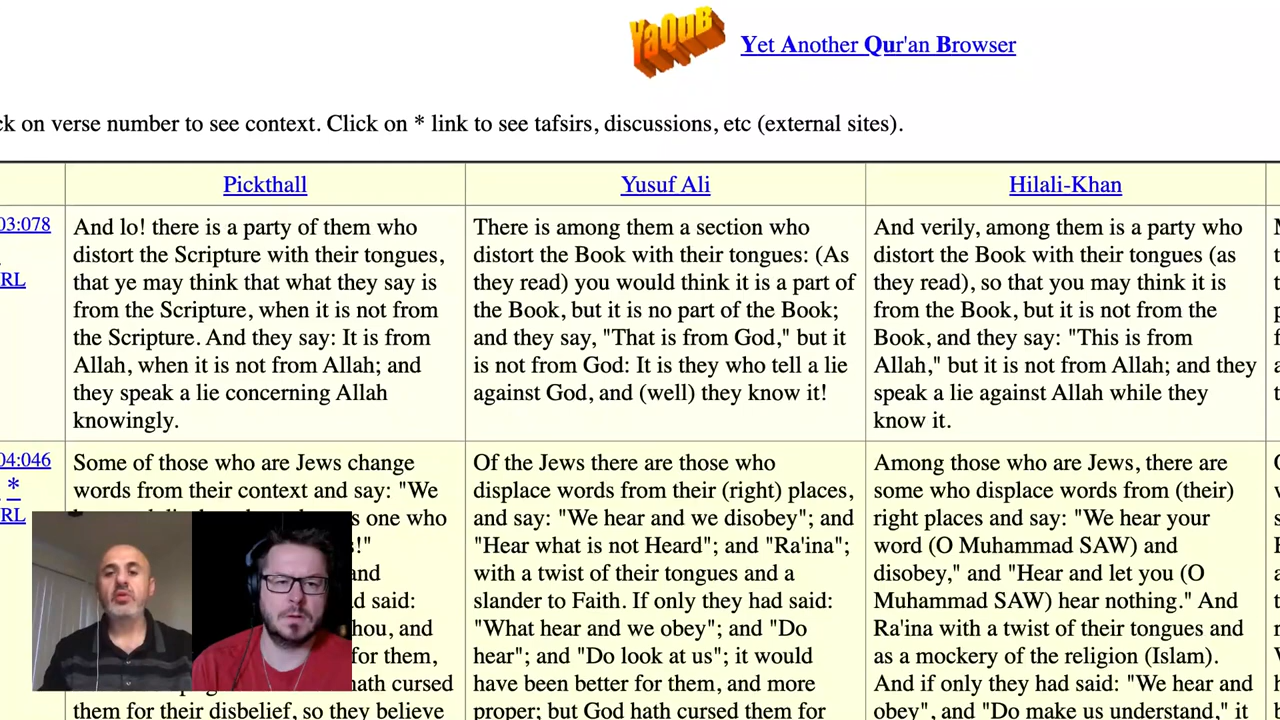 YaQuB
Yet Another Qur'an Browser
ck on verse number to see context. Click on * link to see tafsirs, discussions, etc (external sites).
Pickthall
Yusuf Ali
Hilali-Khan
03:078
RL
And lo! there is a party of them who
distort the Scripture with their tongues,
that ye may think that what they say is
from the Scripture, when it is not from
the Scripture. And they say: It is from
Allah, when it is not from Allah; and
they speak a lie concerning Allah
knowingly.
There is among them a section who
distort the Book with their tongues: (As
they read) you would think it is a part of
the Book, but it is no part of the Book;
and they say, "That is from God," but it
is not from God: It is they who tell a lie
against God, and (well) they know it!
And verily, among them is a party who
distort the Book with their tongues (as
they read), so that you may think it is
from the Book, but it is not from the
Book, and they say: "This is from
Allah," but it is not from Allah; and they
speak a lie against Allah while they
know it.
04:046
*
RL
Some of those who are Jews change
words from their context and say: "We
s one who
s!"
and
d said:
hou, and
for them,
hath cursed
them for their disbelief, so they believe
Of the Jews there are those who
displace words from their (right) places,
and say: "We hear and we disobey"; and
"Hear what is not Heard"; and "Ra'ina";
with a twist of their tongues and a
slander to Faith. If only they had said:
"What hear and we obey"; and "Do
hear"; and "Do look at us"; it would
have been better for them, and more
proper; but God hath cursed them for
Among those who are Jews, there are
some who displace words from (their)
right places and say: "We hear your
word (O Muhammad SAW) and
disobey," and "Hear and let you (O
Muhammad SAW) hear nothing." And
Ra'ina with a twist of their tongues and
as a mockery of the religion (Islam).
And if only they had said: "We hear and
obey", and "Do make us understand," it